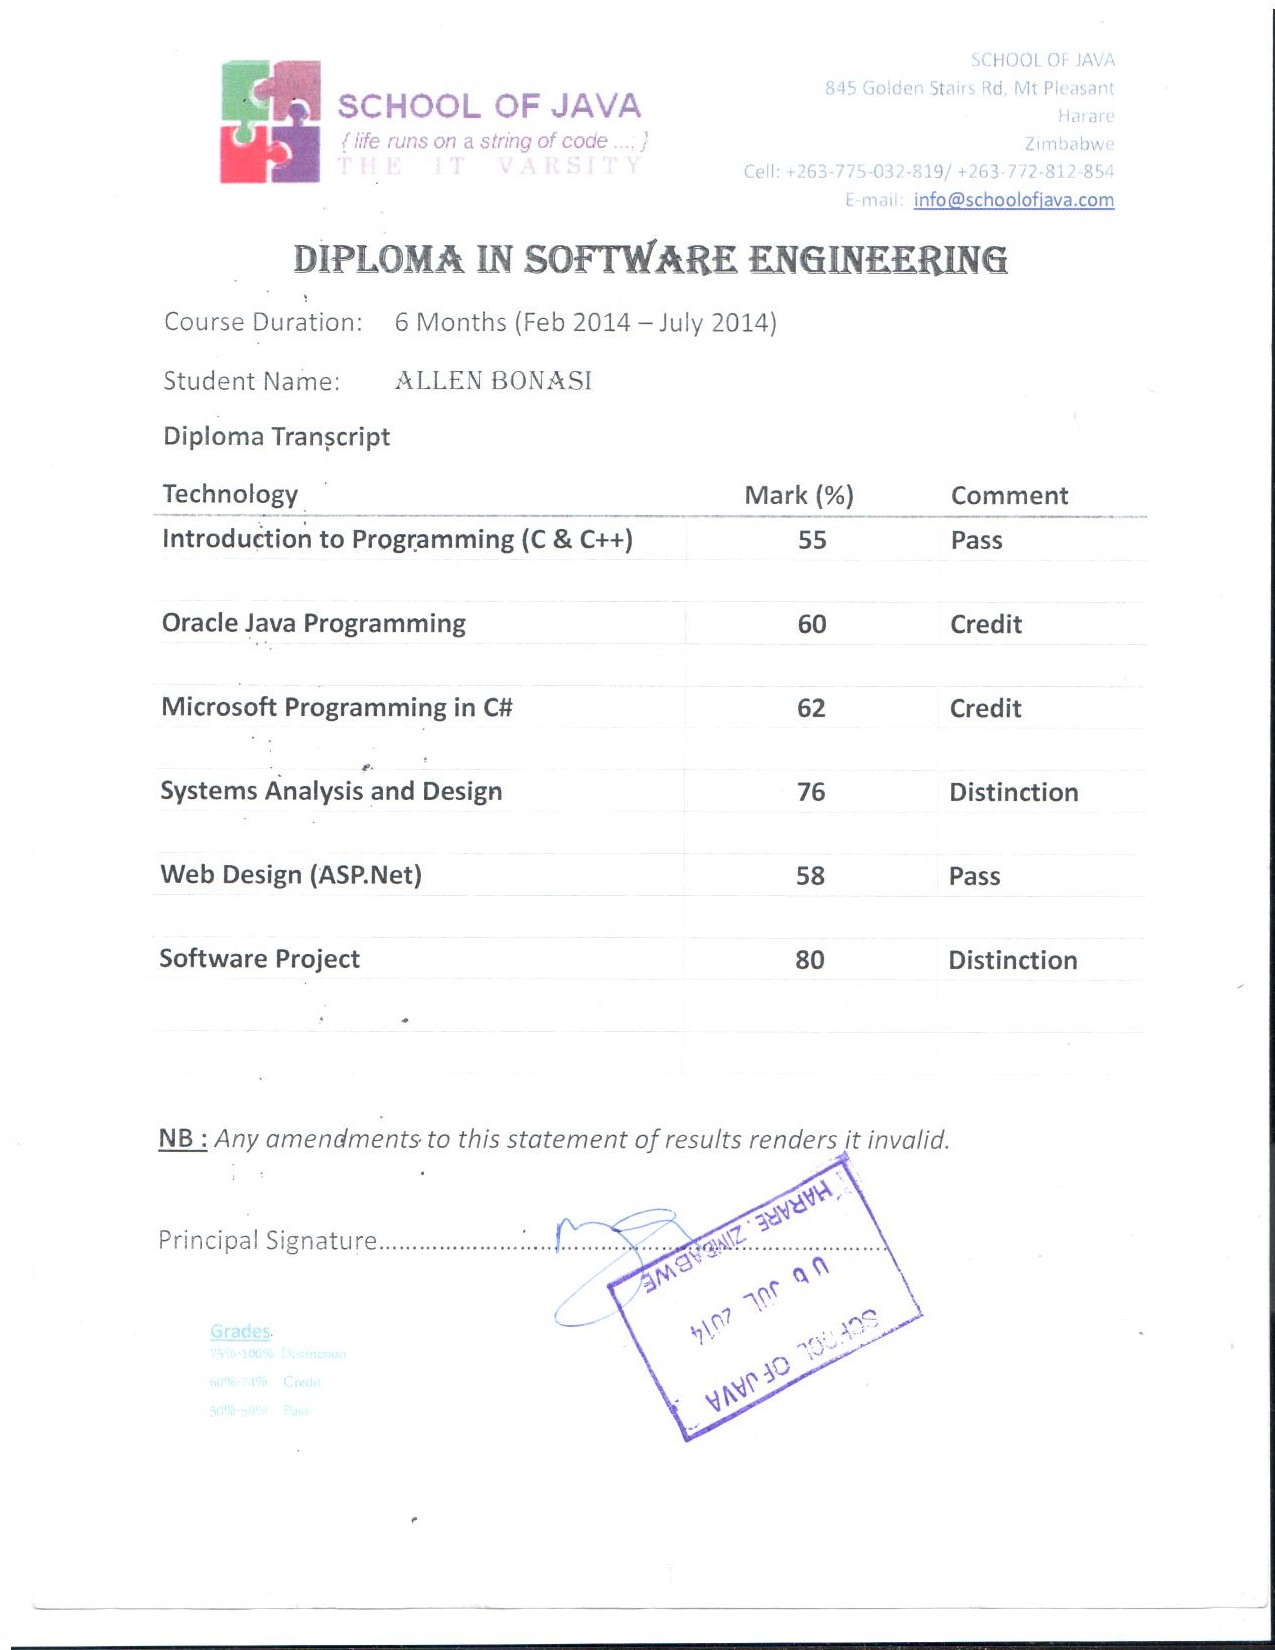 SCHOOL OF JAVA
{ life runs on a string of code ....; }
THE IT VARSITY
SCHOOL OF JAVA
845 Golden Stairs Rd, Mt Pleasant
Harare
Zimbabwe
Cell: +263-775-032-819/ +263-772-812-854
E-mail: info@schoolofjava.com
DIPLOMA IN SOFTWARE ENGINEERING
Course Duration: 6 Months (Feb 2014 – July 2014)
Student Name: ALLEN BONASI
Diploma Transcript
Technology Mark (%) Comment
Introduction to Programming (C & C++) 55 Pass
Oracle Java Programming 60 Credit
Microsoft Programming in C# 62 Credit
Systems Analysis and Design 76 Distinction
Web Design (ASP.Net) 58 Pass
Software Project 80 Distinction
NB : Any amendments to this statement of results renders it invalid.
Principal Signature
SCHOOL OF JAVA
06 JUL 2014
HARARE, ZIMBABWE
Grades
75%-100% Distinction
60%-74% Credit
50%-59% Pass